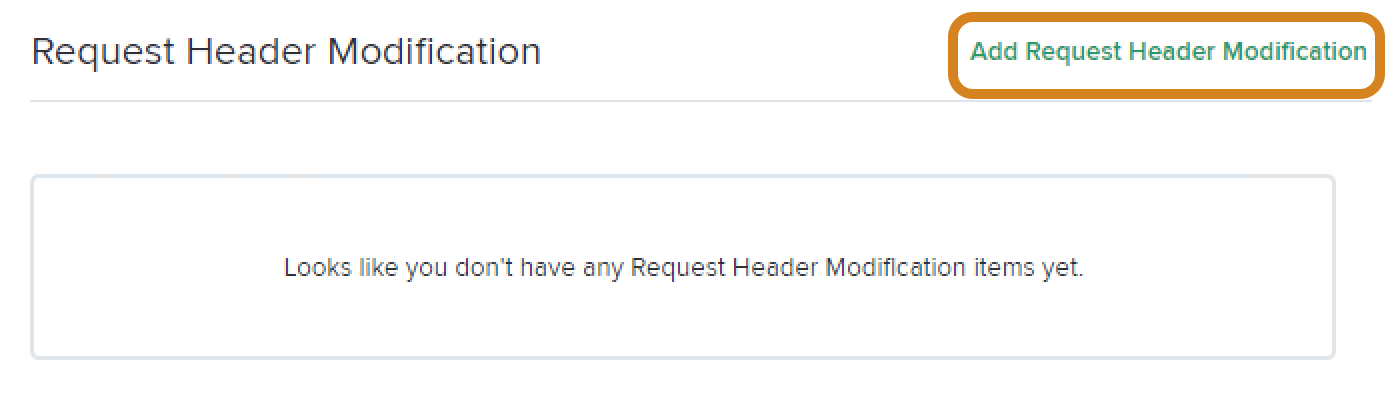 Request Header Modification
Add Request Header Modification
Looks like you don't have any Request Header Modification items yet.